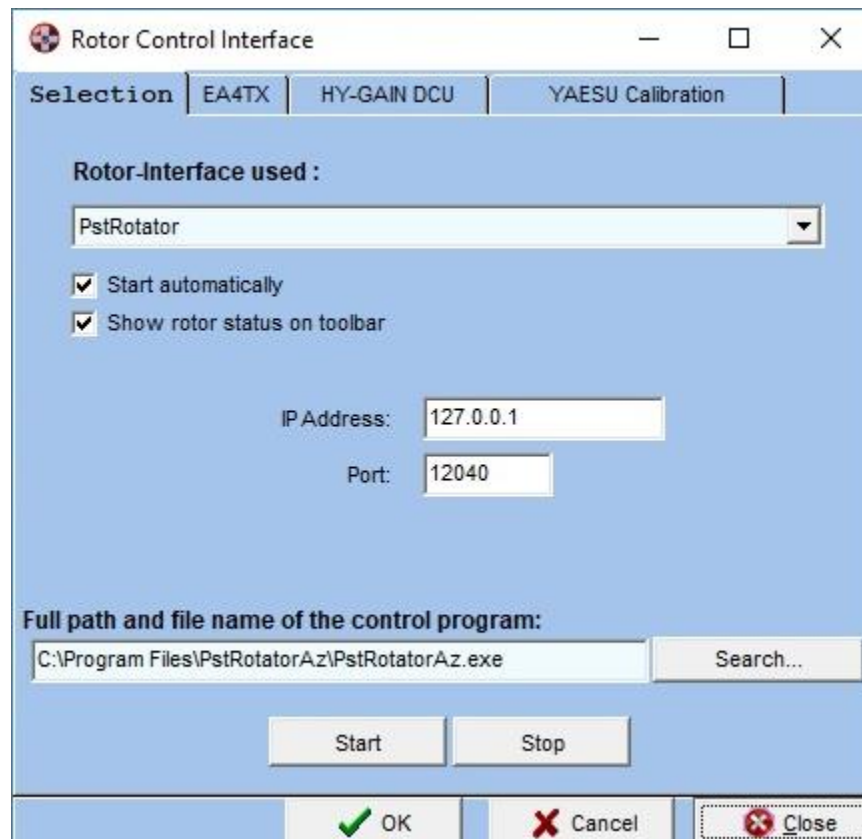 Rotor Control Interface
Selection EA4TX HY-GAIN DCU YAESU Calibration
Rotor-Interface used :
PstRotator
Start automatically
Show rotor status on toolbar
IP Address: 127.0.0.1
Port: 12040
Full path and file name of the control program:
C:\Program Files\PstRotatorAz\PstRotatorAz.exe Search...
Start Stop
OK Cancel Close